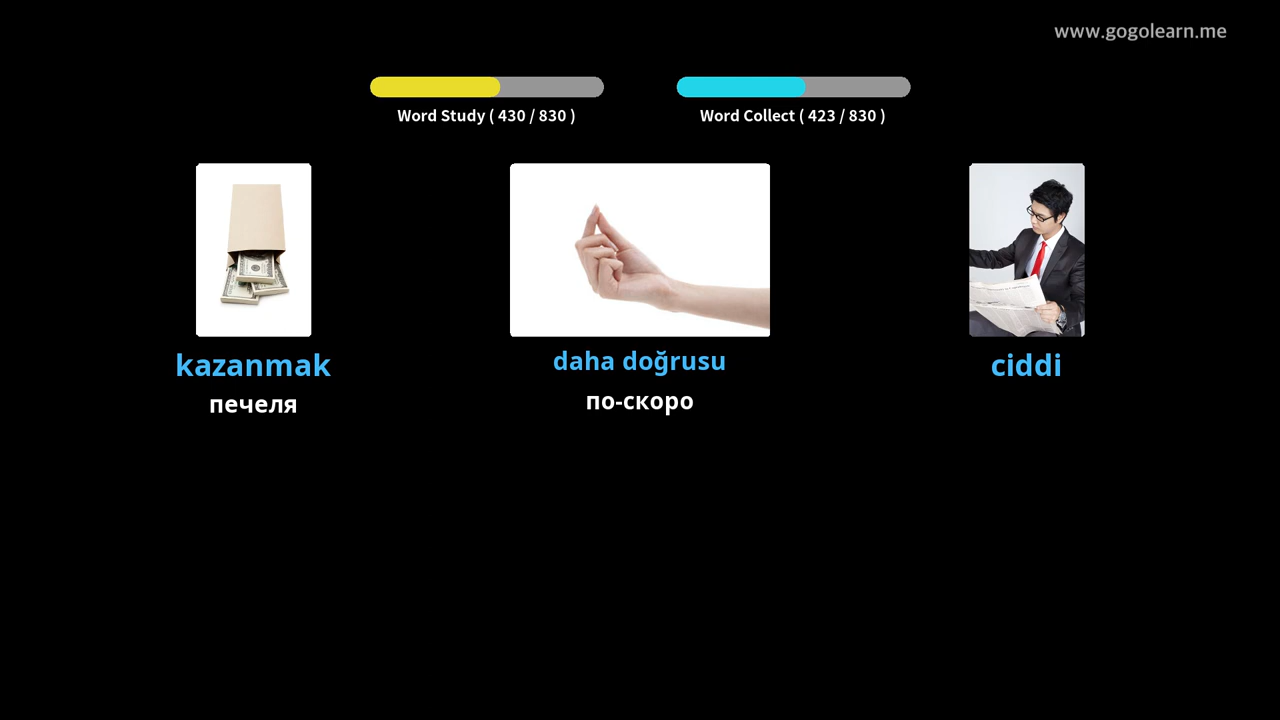 www.gogolearn.me
Word Study ( 430 / 830 )
Word Collect ( 423 / 830 )
kazanmak
печеля
daha doğrusu
по-скоро
ciddi